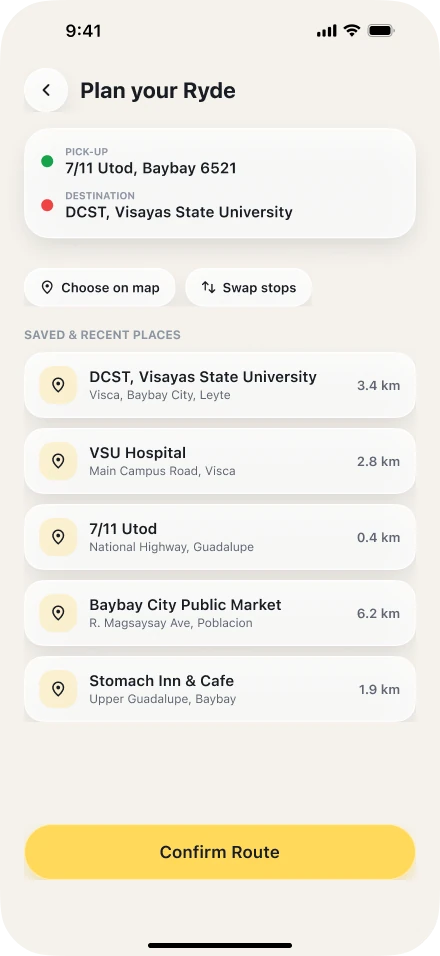 9:41
Plan your Ryde
PICK-UP
7/11 Utod, Baybay 6521
DESTINATION
DCST, Visayas State University
Choose on map
Swap stops
SAVED & RECENT PLACES
DCST, Visayas State University
Visca, Baybay City, Leyte
3.4 km
VSU Hospital
Main Campus Road, Visca
2.8 km
7/11 Utod
National Highway, Guadalupe
0.4 km
Baybay City Public Market
R. Magsaysay Ave, Poblacion
6.2 km
Stomach Inn & Cafe
Upper Guadalupe, Baybay
1.9 km
Confirm Route